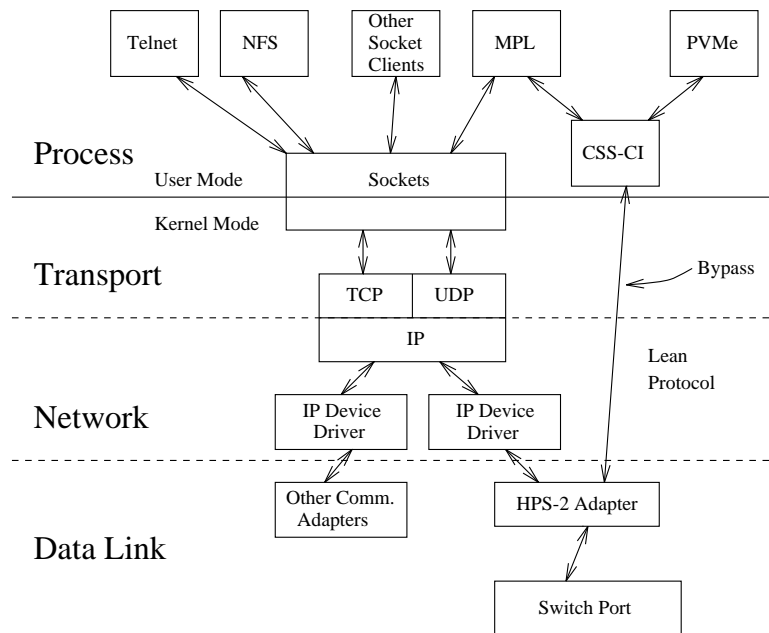 Telnet
NFS
Other
Socket
Clients
MPL
PVMe
Process
CSS-CI
User Mode
Sockets
Kernel Mode
Transport
Bypass
TCP
UDP
IP
Lean
Protocol
Network
IP Device
Driver
IP Device
Driver
Other Comm.
Adapters
HPS-2 Adapter
Data Link
Switch Port